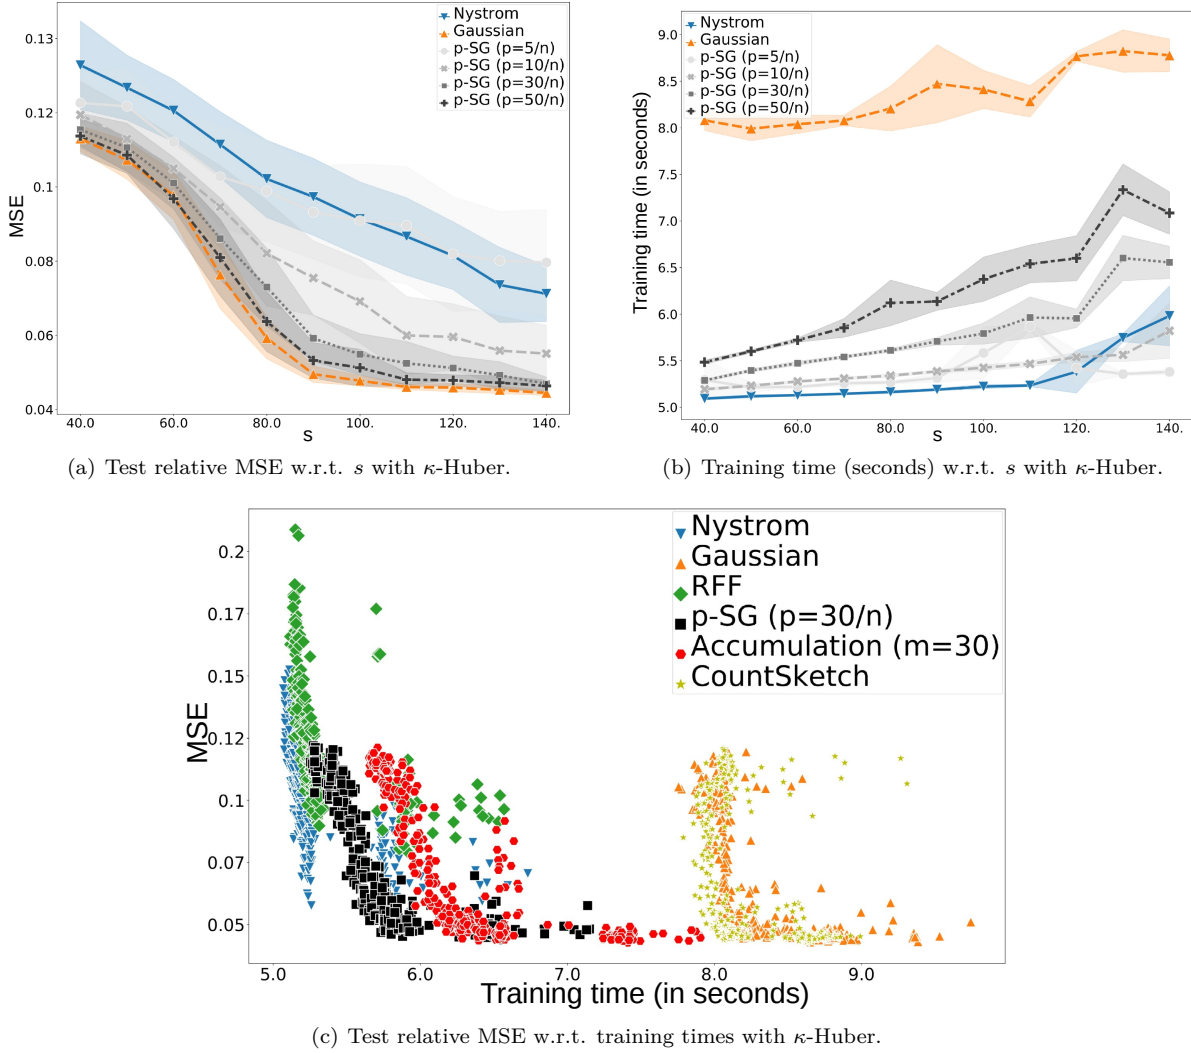 MSE
0.13
0.12
0.1
0.08
0.06
0.04
40.0 60.0 80.0 100. 120. 140.
s
Nystrom
Gaussian
p-SG (p=5/n)
p-SG (p=10/n)
p-SG (p=30/n)
p-SG (p=50/n)
(a) Test relative MSE w.r.t. s with κ-Huber.
Training time (in seconds)
9.0
8.5
8.0
7.5
7.0
6.5
6.0
5.5
5.0
40.0 60.0 80.0 100. 120. 140.
s
Nystrom
Gaussian
p-SG (p=5/n)
p-SG (p=10/n)
p-SG (p=30/n)
p-SG (p=50/n)
(b) Training time (seconds) w.r.t. s with κ-Huber.
MSE
0.2
0.17
0.15
0.12
0.1
0.07
0.05
5.0 6.0 7.0 8.0 9.0
Training time (in seconds)
Nystrom
Gaussian
RFF
p-SG (p=30/n)
Accumulation (m=30)
CountSketch
(c) Test relative MSE w.r.t. training times with κ-Huber.